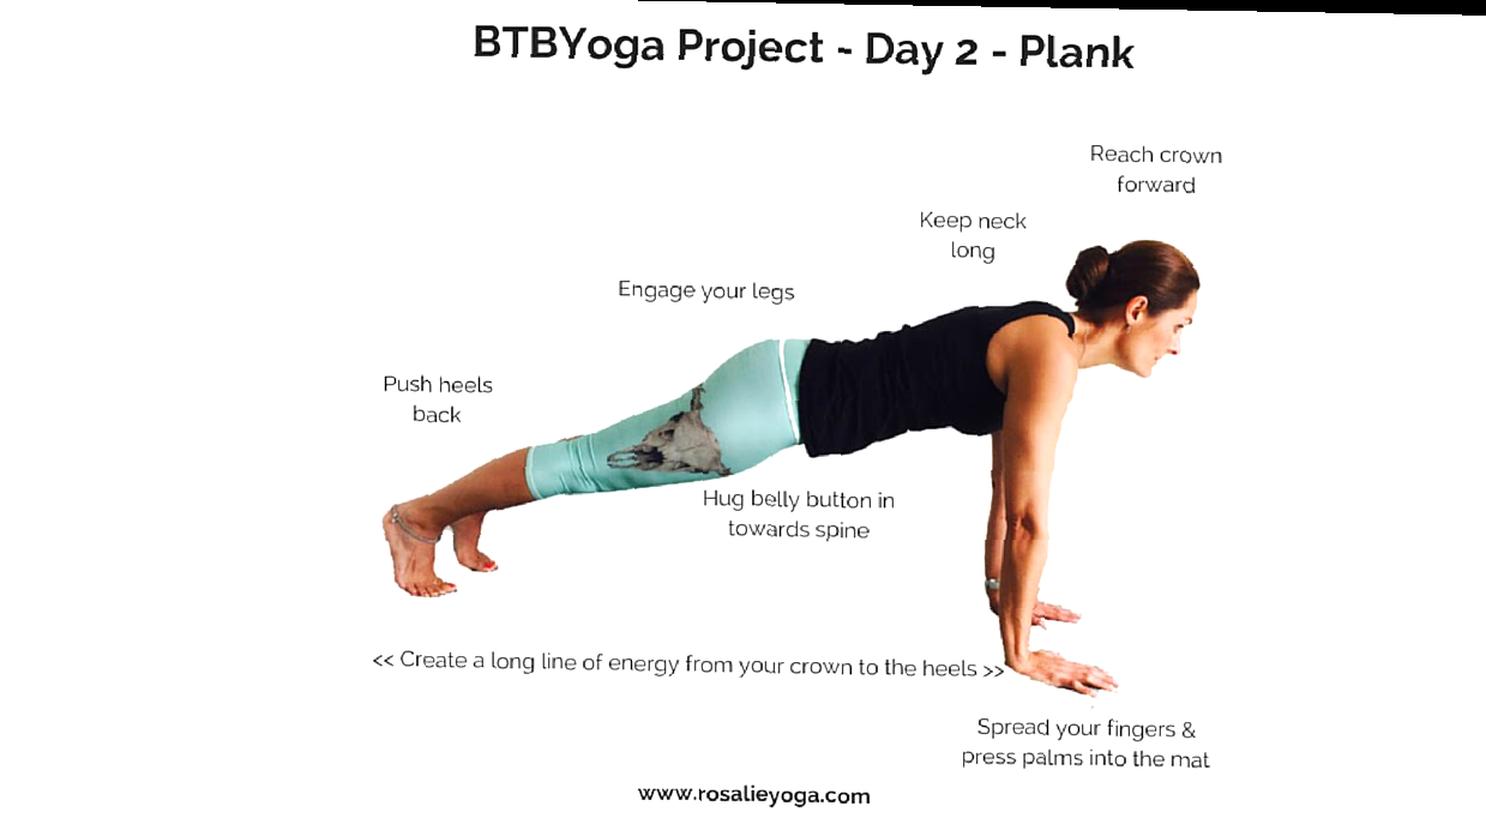 BTBYoga Project - Day 2 - Plank
Reach crown
forward
Keep neck
long
Engage your legs
Push heels
back
Hug belly button in
towards spine
<< Create a long line of energy from your crown to the heels >>
Spread your fingers &
press palms into the mat
www.rosalieyoga.com